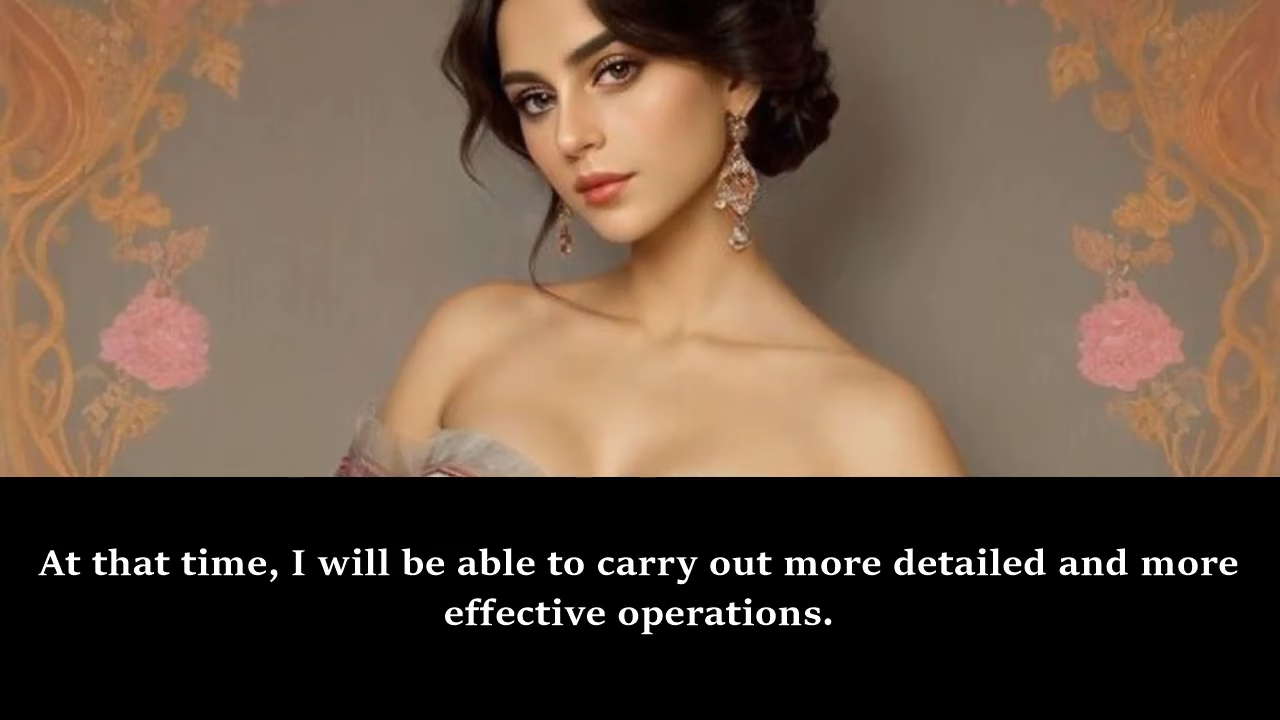 At that time, I will be able to carry out more detailed and more
effective operations.